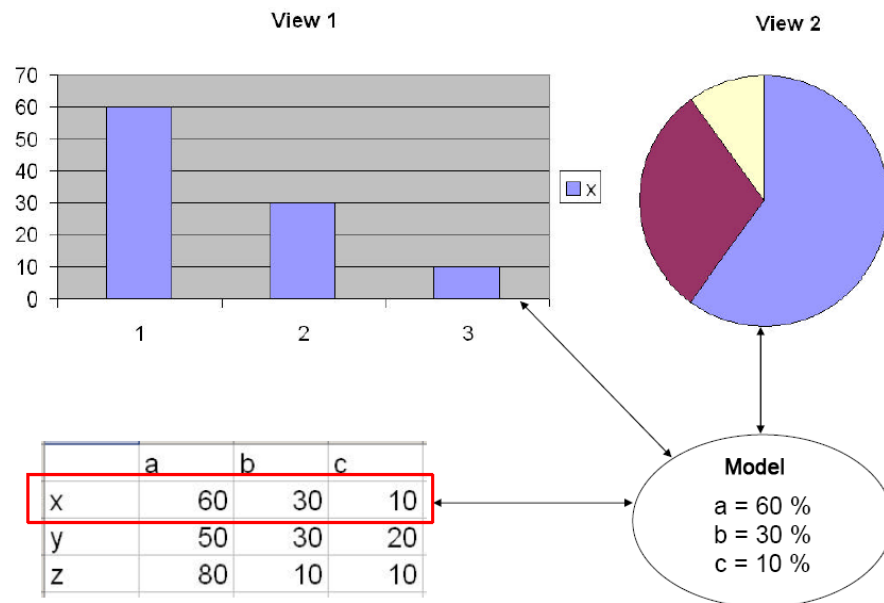 View 1
View 2
70
60
50
40
30
20
10
0
1 2 3
x
a b c
x 60 30 10
y 50 30 20
z 80 10 10
Model
a = 60 %
b = 30 %
c = 10 %